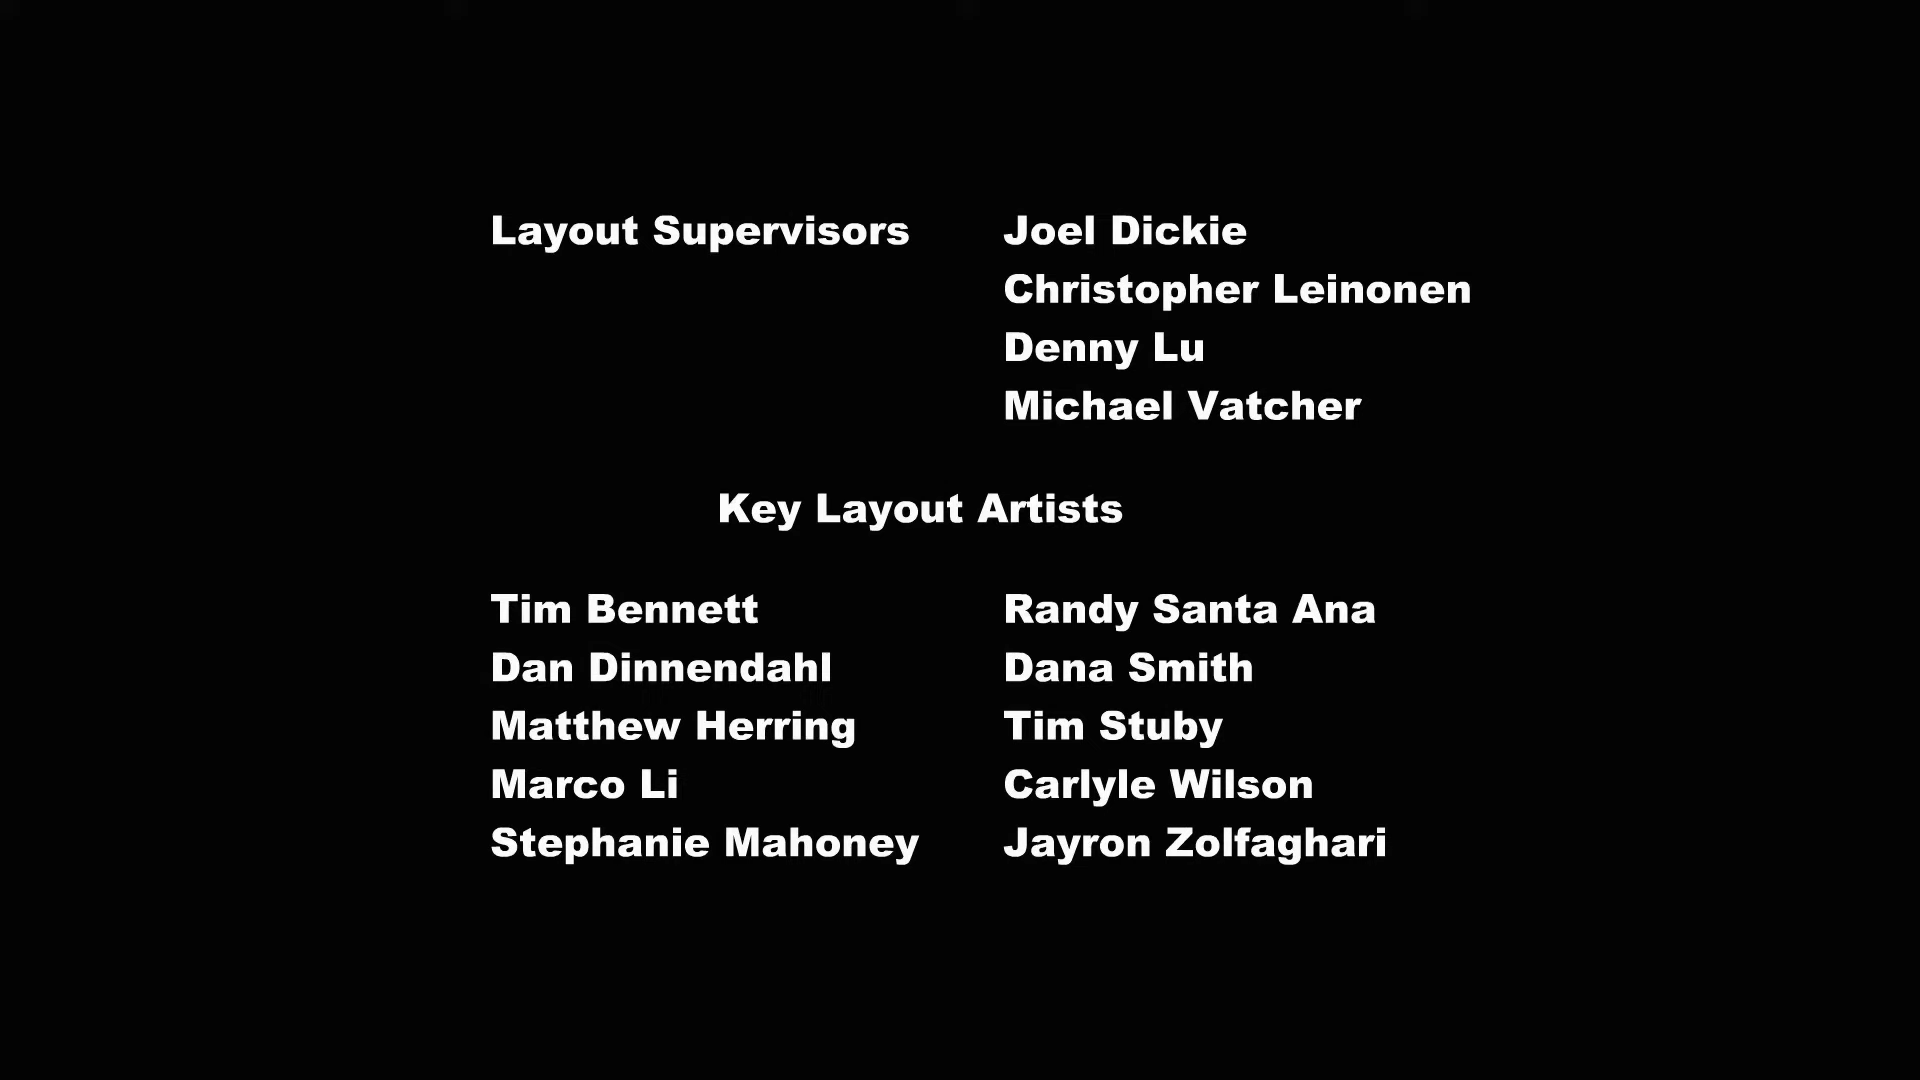 Layout Supervisors Joel Dickie
Christopher Leinonen
Denny Lu
Michael Vatcher
Key Layout Artists
Tim Bennett Randy Santa Ana
Dan Dinnendahl Dana Smith
Matthew Herring Tim Stuby
Marco Li Carlyle Wilson
Stephanie Mahoney Jayron Zolfaghari